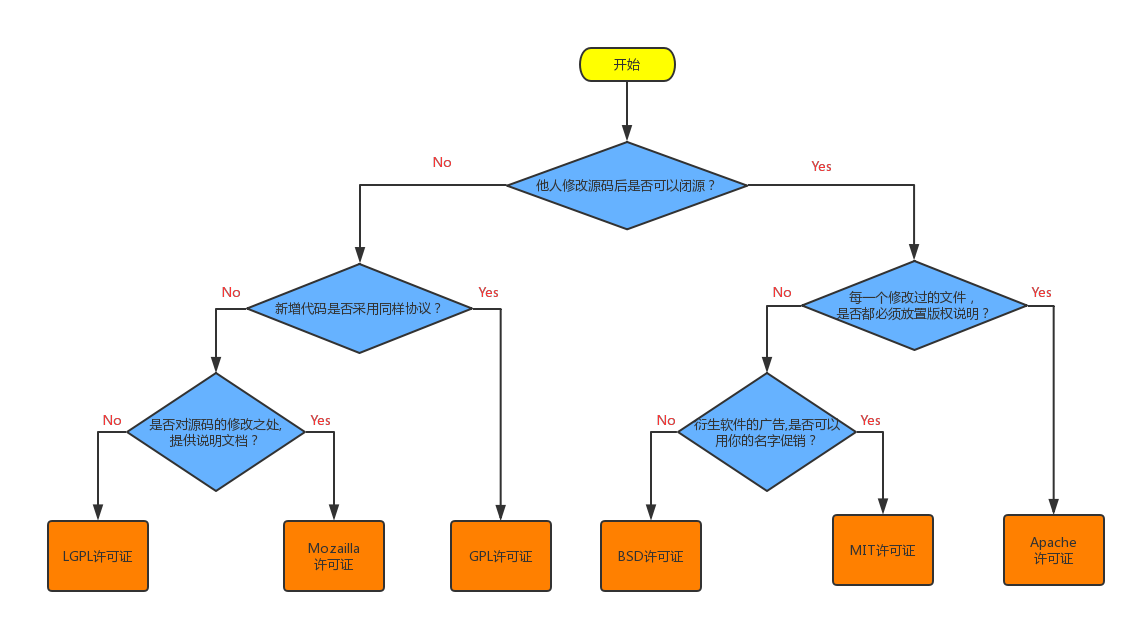 开始
No
Yes
他人修改源码后是否可以闭源？
No
Yes
No
Yes
新增代码是否采用同样协议？
每一个修改过的文件，
是否都必须放置版权说明？
No
Yes
No
Yes
是否对源码的修改之处,
提供说明文档？
衍生软件的广告,是否可以
用你的名字促销？
LGPL许可证
Mozailla
许可证
GPL许可证
BSD许可证
MIT许可证
Apache
许可证